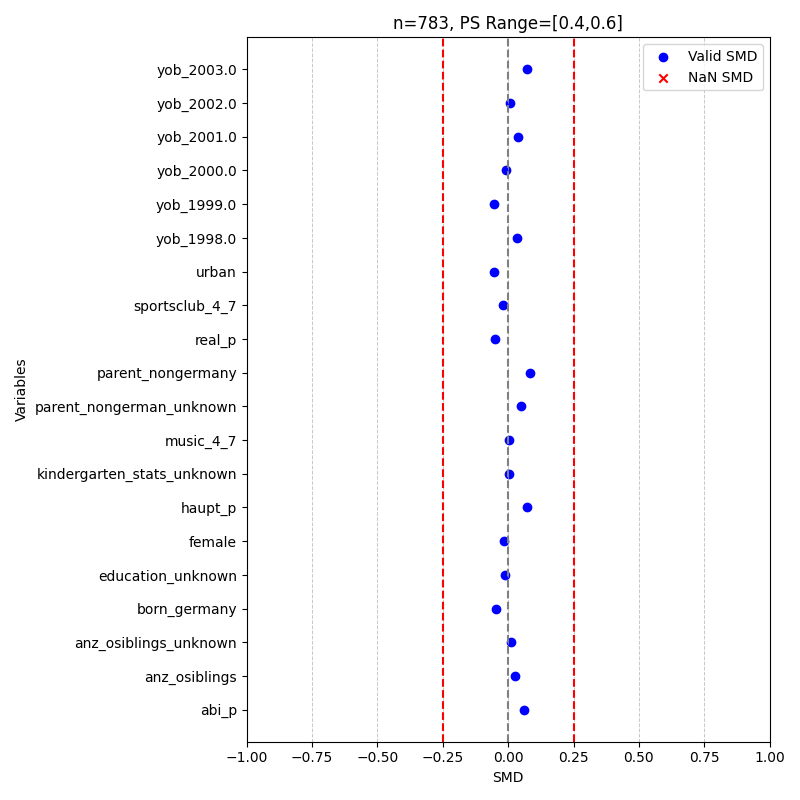 n=783, PS Range=[0.4,0.6]
Valid SMD
NaN SMD
yob_2003.0
yob_2002.0
yob_2001.0
yob_2000.0
yob_1999.0
yob_1998.0
urban
sportsclub_4_7
real_p
parent_nongermany
parent_nongerman_unknown
music_4_7
kindergarten_stats_unknown
haupt_p
female
education_unknown
born_germany
anz_osiblings_unknown
anz_osiblings
abi_p
Variables
−1.00 −0.75 −0.50 −0.25 0.00 0.25 0.50 0.75 1.00
SMD